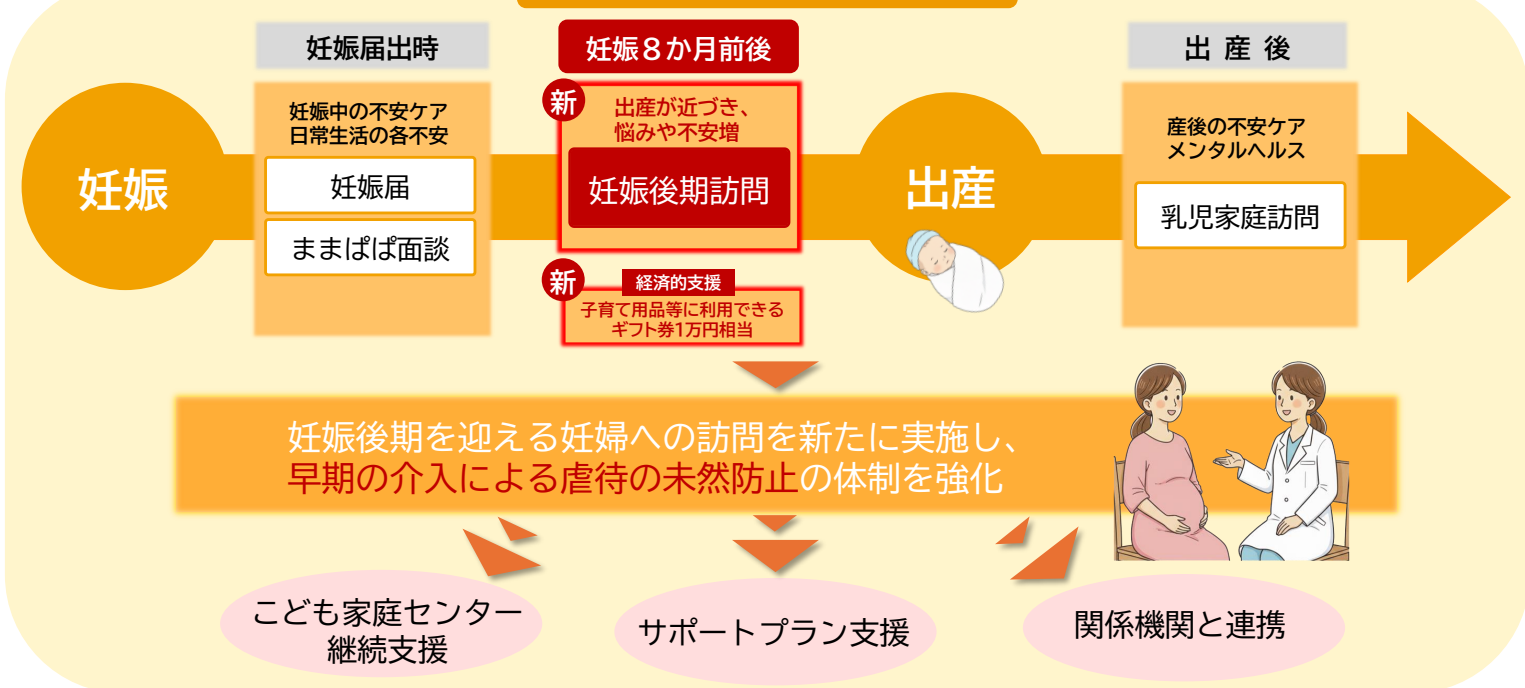 妊娠届出時
妊娠８か月前後
出産後
妊娠
妊娠中の不安ケア
日常生活の各不安
妊娠届
ままぱぱ面談
新
出産が近づき、
悩みや不安増
妊娠後期訪問
新
経済的支援
子育て用品等に利用できる
ギフト券1万円相当
出産
産後の不安ケア
メンタルヘルス
乳児家庭訪問
妊娠後期を迎える妊婦への訪問を新たに実施し、
早期の介入による虐待の未然防止の体制を強化
こども家庭センター
継続支援
サポートプラン支援
関係機関と連携